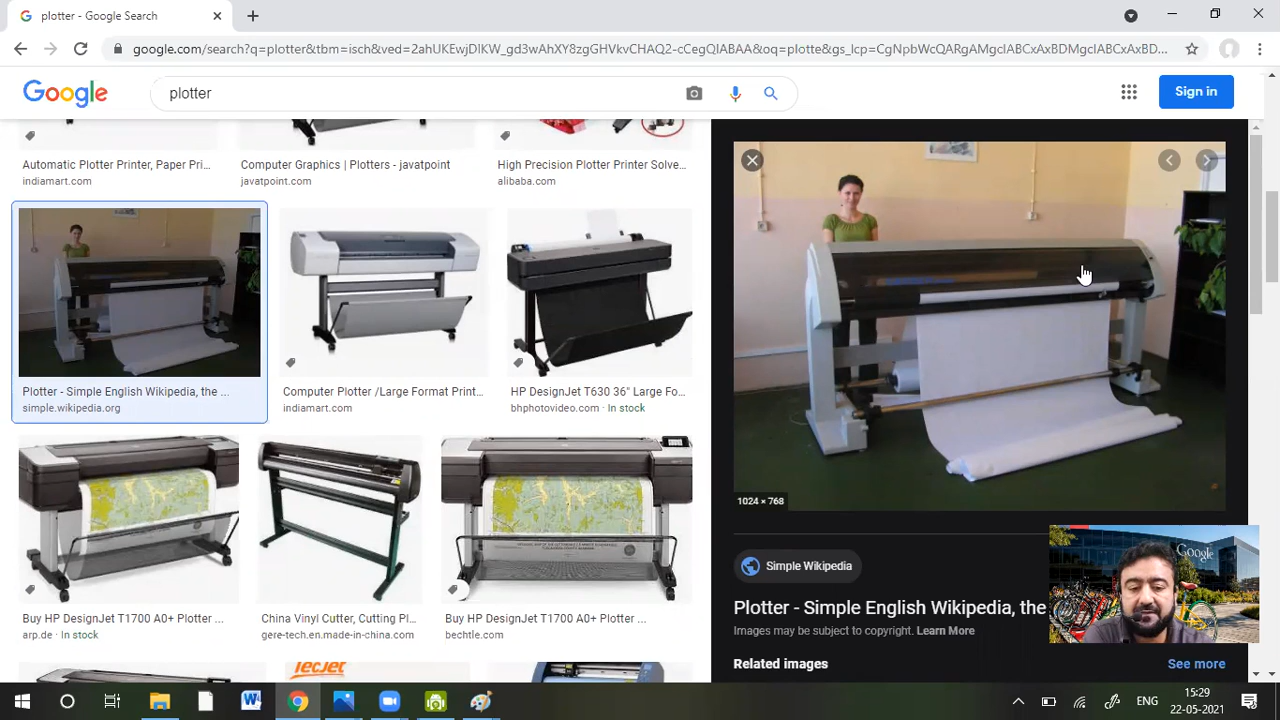 plotter - Google Search
google.com/search?q=plotter&tbm=isch&ved=2ahUKEwjDlKW_gd3wAhXY8zgGHVkvCHAQ2-cCegQIABAA&oq=plotte&gs_lcp=CgNpbWcQARgAMgcIABCxAxBDMgcIABCxAxBDMgcIABCxAxBD...
Google
plotter
Sign in
Automatic Plotter Printer, Paper Pri...
indiamart.com
Computer Graphics | Plotters - javatpoint
javatpoint.com
High Precision Plotter Printer Solve...
alibaba.com
Plotter - Simple English Wikipedia, the ...
simple.wikipedia.org
Computer Plotter /Large Format Print...
indiamart.com
HP DesignJet T630 36" Large Fo...
bhphotovideo.com · In stock
Buy HP DesignJet T1700 A0+ Plotter ...
arp.de · In stock
China Vinyl Cutter, Cutting Pl...
gere-tech.en.made-in-china.com
Buy HP DesignJet T1700 A0+ Plotter ...
bechtle.com
TecJet
1024 × 768
Simple Wikipedia
Plotter - Simple English Wikipedia, the
Images may be subject to copyright. Learn More
Related images
See more
Google
ENG
15:29
22-05-2021